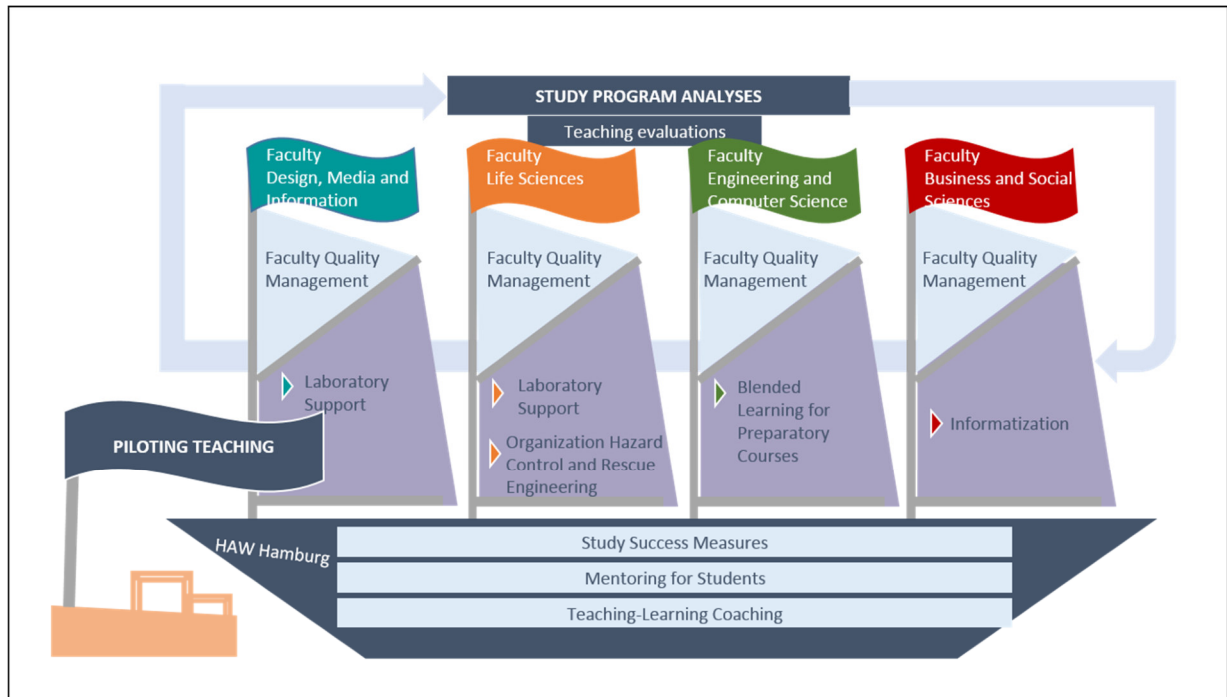 STUDY PROGRAM ANALYSES
Teaching evaluations
Faculty
Design, Media and
Information
Faculty
Life Sciences
Faculty
Engineering and
Computer Science
Faculty
Business and Social
Sciences
Faculty Quality
Management
Faculty Quality
Management
Faculty Quality
Management
Faculty Quality
Management
Laboratory
Support
Laboratory
Support
Organization Hazard
Control and Rescue
Engineering
Blended
Learning for
Preparatory
Courses
Informatization
PILOTING TEACHING
HAW Hamburg
Study Success Measures
Mentoring for Students
Teaching-Learning Coaching